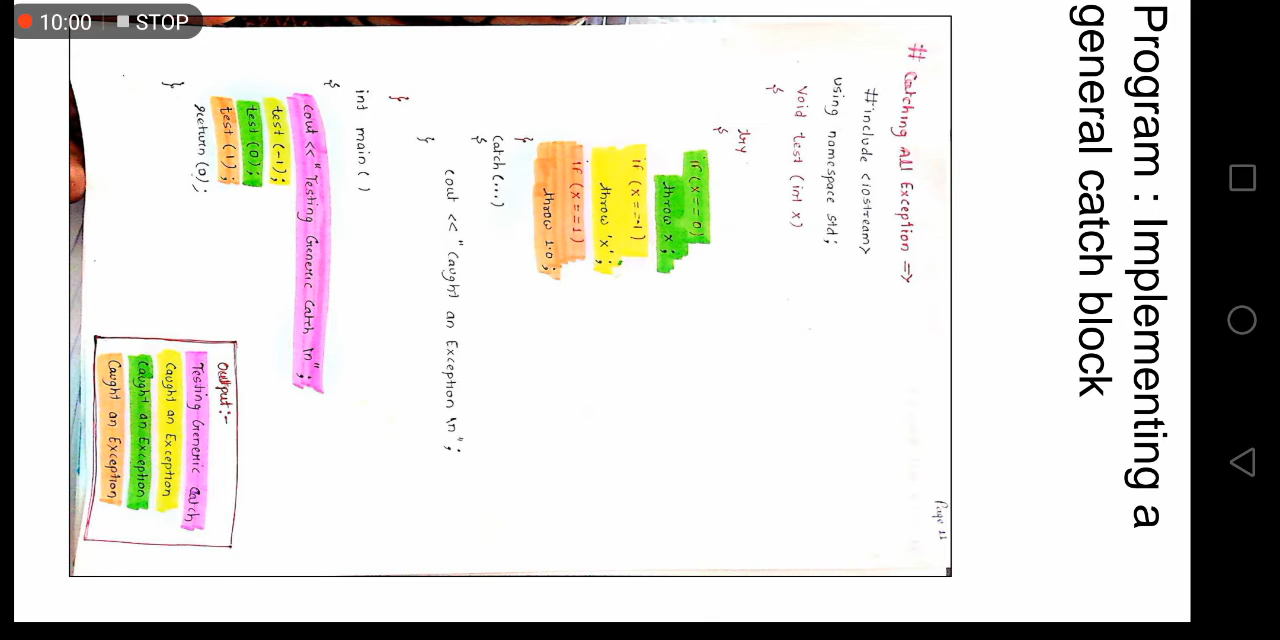 10:00 STOP
Program : Implementing a
general catch block
Page 11
# Catching All Exception =>
#include <iostream>
using namespace std;
Void test (int x)
{
try
{
if (x==0)
throw x;
if (x==-1)
throw 'x';
if (x==1)
throw 1.0;
}
catch(...)
{
cout << "Caught an Exception \n";
}
}
int main ( )
{
cout << "Testing Generic Catch \n";
test (-1);
test (0);
test (1);
return (0);
}
Output:-
Testing Generic Catch
Caught an Exception
Caught an Exception
Caught an Exception